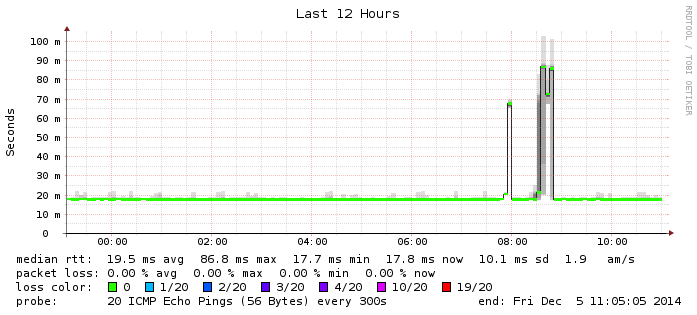 Last 12 Hours
RRDTOOL / TOBI OETIKER
Seconds
100 m
90 m
80 m
70 m
60 m
50 m
40 m
30 m
20 m
10 m
0
00:00 02:00 04:00 06:00 08:00 10:00
median rtt: 19.5 ms avg 86.8 ms max 17.7 ms min 17.8 ms now 10.1 ms sd 1.9 am/s
packet loss: 0.00 % avg 0.00 % max 0.00 % min 0.00 % now
loss color: 0 1/20 2/20 3/20 4/20 10/20 19/20
probe: 20 ICMP Echo Pings (56 Bytes) every 300s end: Fri Dec 5 11:05:05 2014